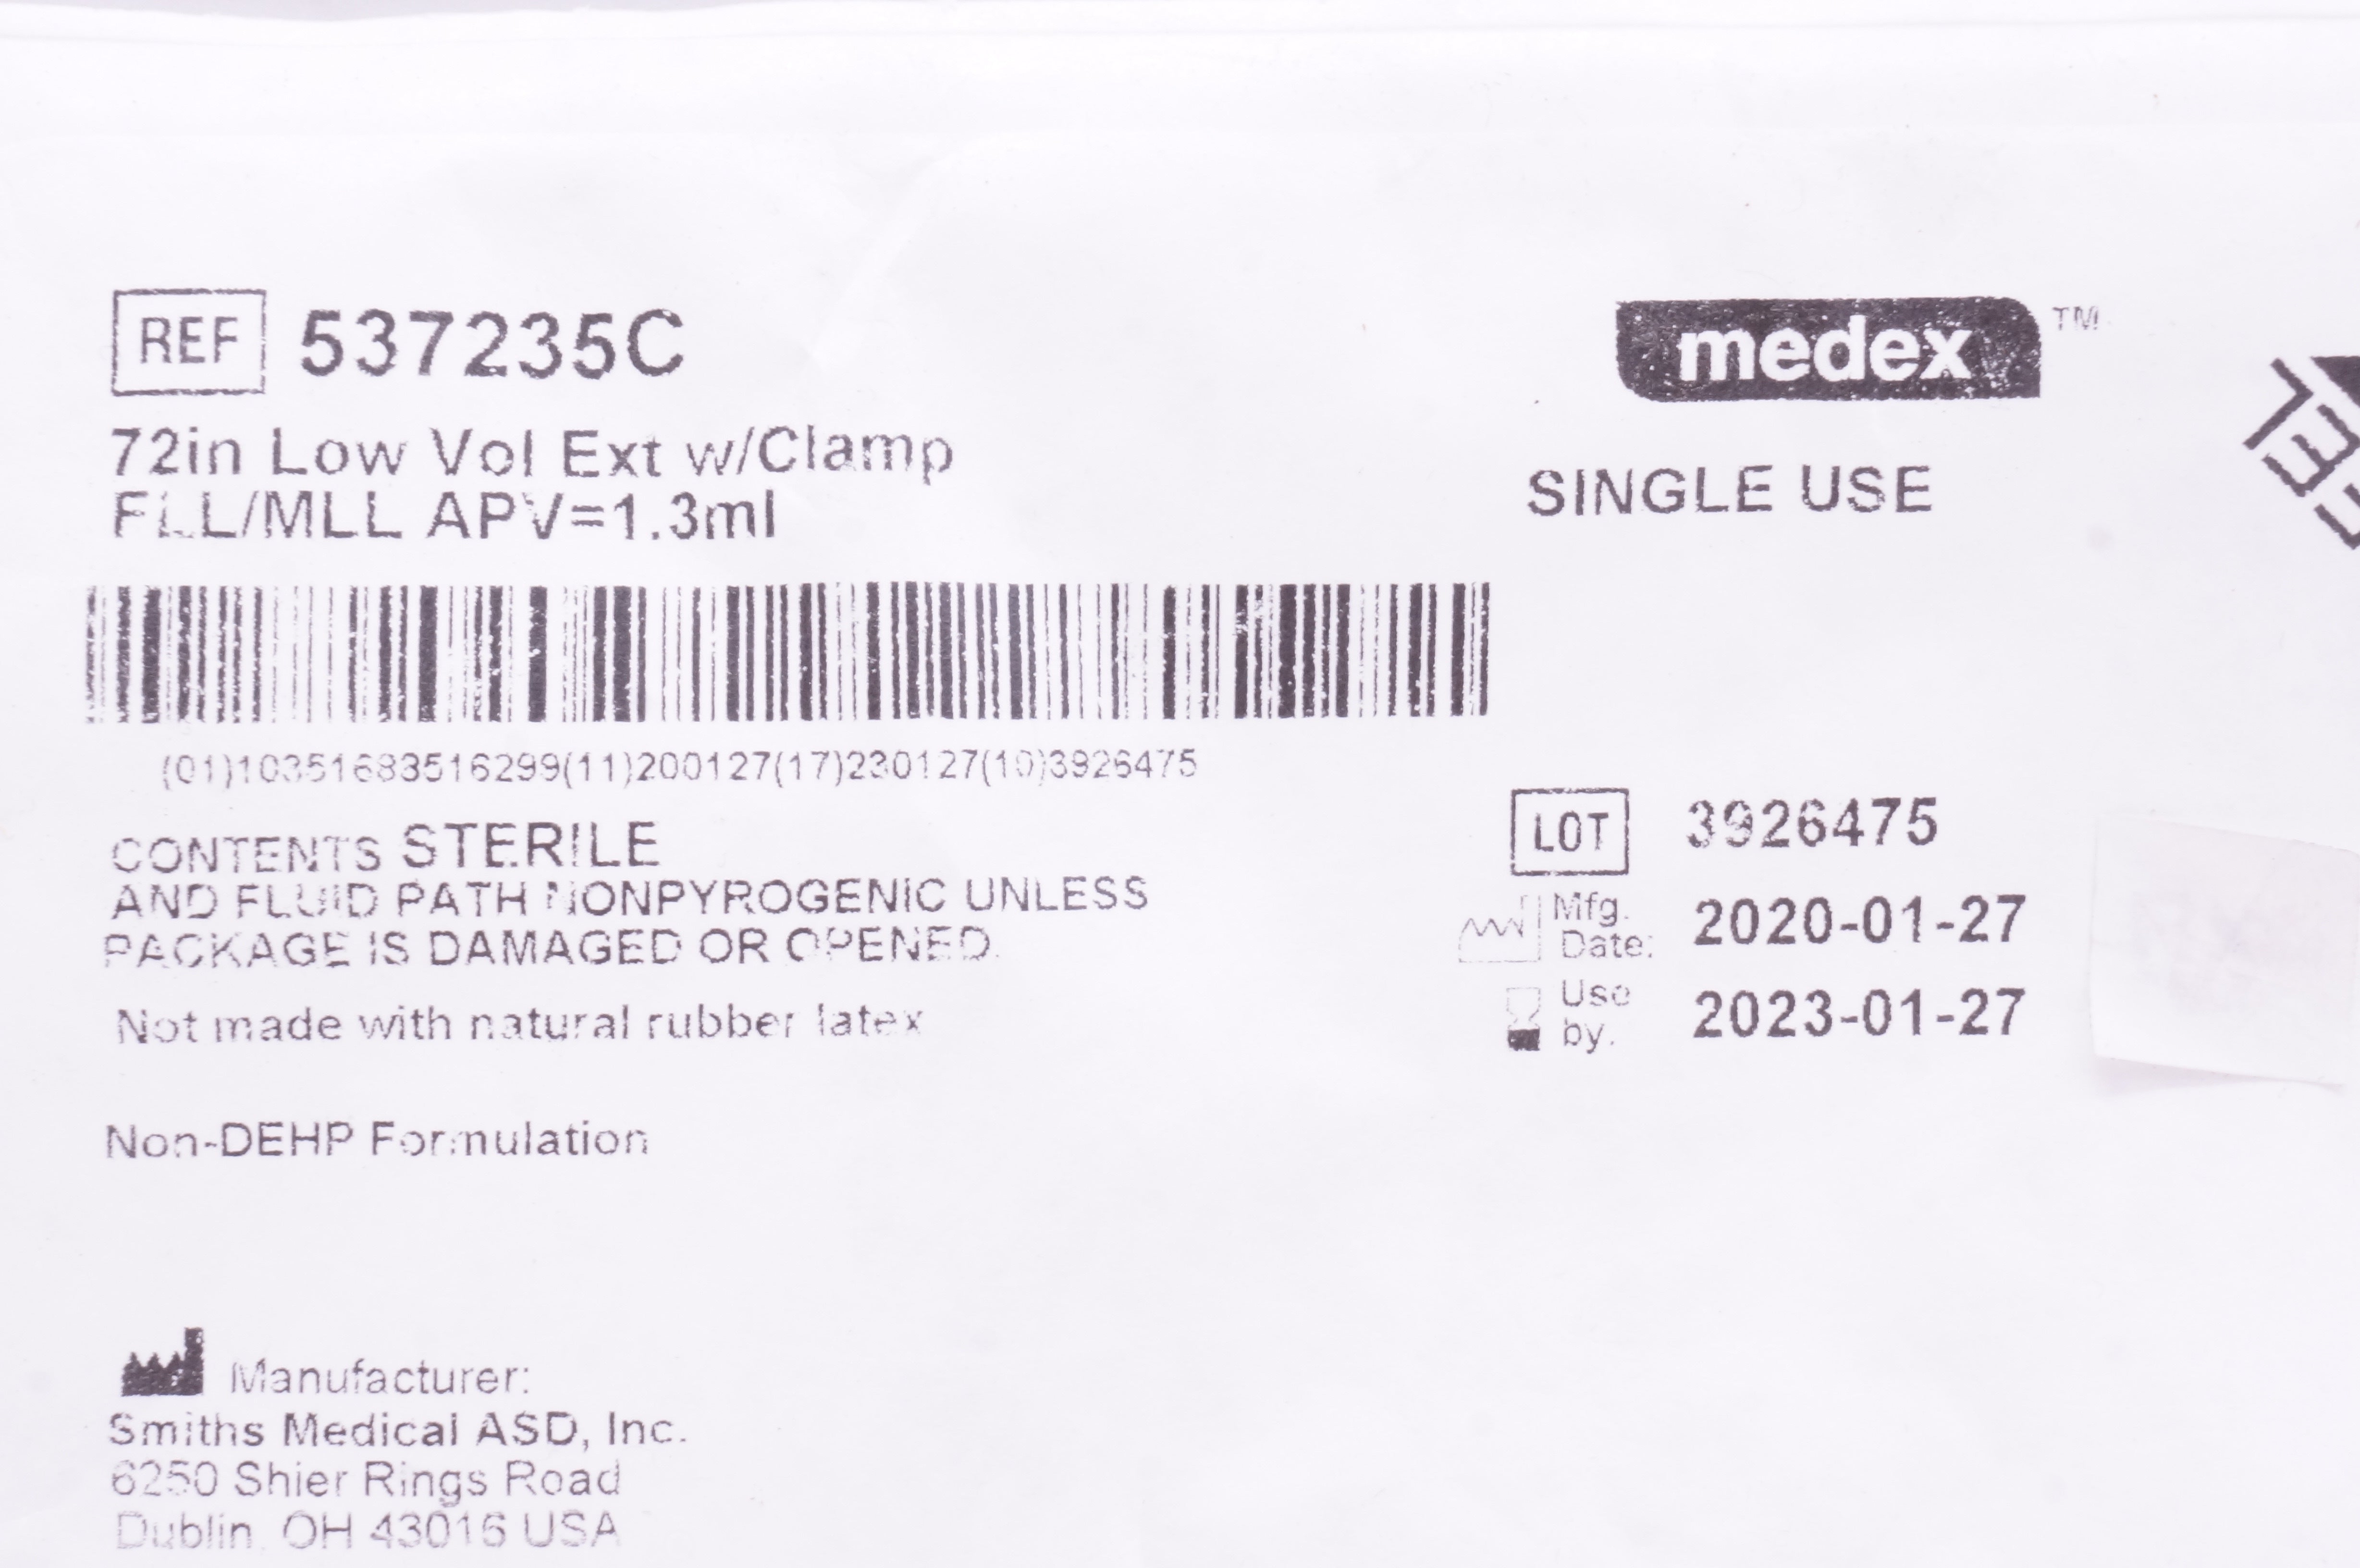 REF 537235C
medex™
72in Low Vol Ext w/Clamp
FLL/MLL APV=1.3ml
SINGLE USE
(01)10351683516299(11)200127(17)230127(10)3926475
CONTENTS STERILE
AND FLUID PATH NONPYROGENIC UNLESS
PACKAGE IS DAMAGED OR OPENED.
Not made with natural rubber latex
Non-DEHP Formulation
LOT 3926475
Mfg. Date: 2020-01-27
Use by: 2023-01-27
Manufacturer:
Smiths Medical ASD, Inc.
6250 Shier Rings Road
Dublin, OH 43016 USA